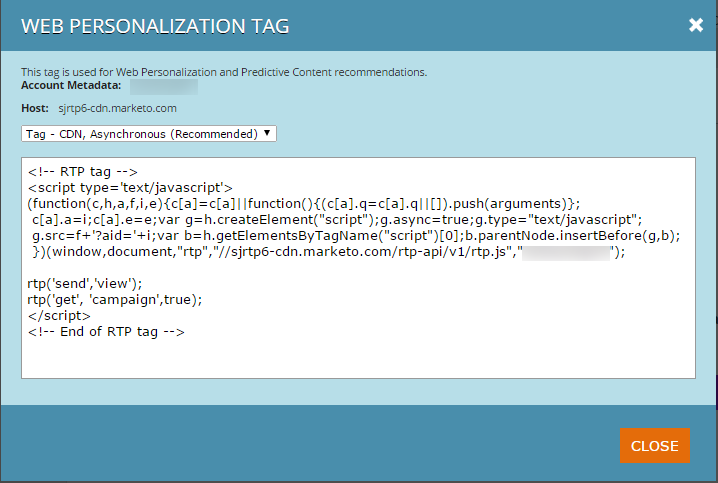 WEB PERSONALIZATION TAG
This tag is used for Web Personalization and Predictive Content recommendations.
Account Metadata:
Host: sjrtp6-cdn.marketo.com
Tag - CDN, Asynchronous (Recommended)
<!-- RTP tag -->
<script type='text/javascript'>
(function(c,h,a,f,i,e){c[a]=c[a]||function(){(c[a].q=c[a].q||[]).push(arguments)};
c[a].a=i;c[a].e=e;var g=h.createElement("script");g.async=true;g.type="text/javascript";
g.src=f+'?aid='+i;var b=h.getElementsByTagName("script")[0];b.parentNode.insertBefore(g,b);
})(window,document,"rtp","//sjrtp6-cdn.marketo.com/rtp-api/v1/rtp.js","");
rtp('send','view');
rtp('get', 'campaign',true);
</script>
<!-- End of RTP tag -->
CLOSE